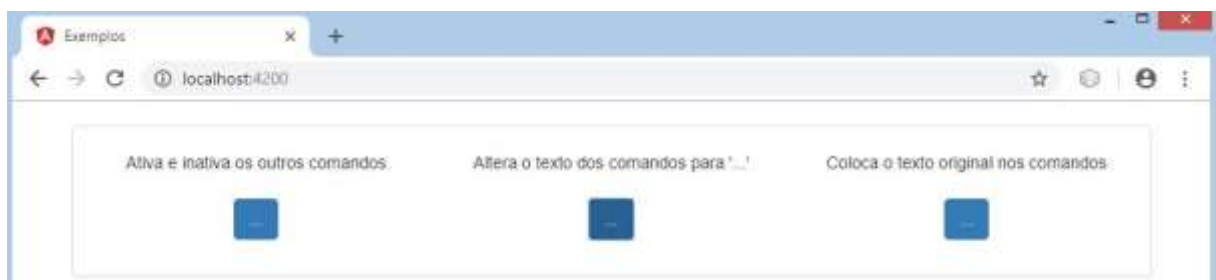 Exemplos
localhost:4200
Ativa e inativa os outros comandos
Altera o texto dos comandos para '...'
Coloca o texto original nos comandos
...
...
...